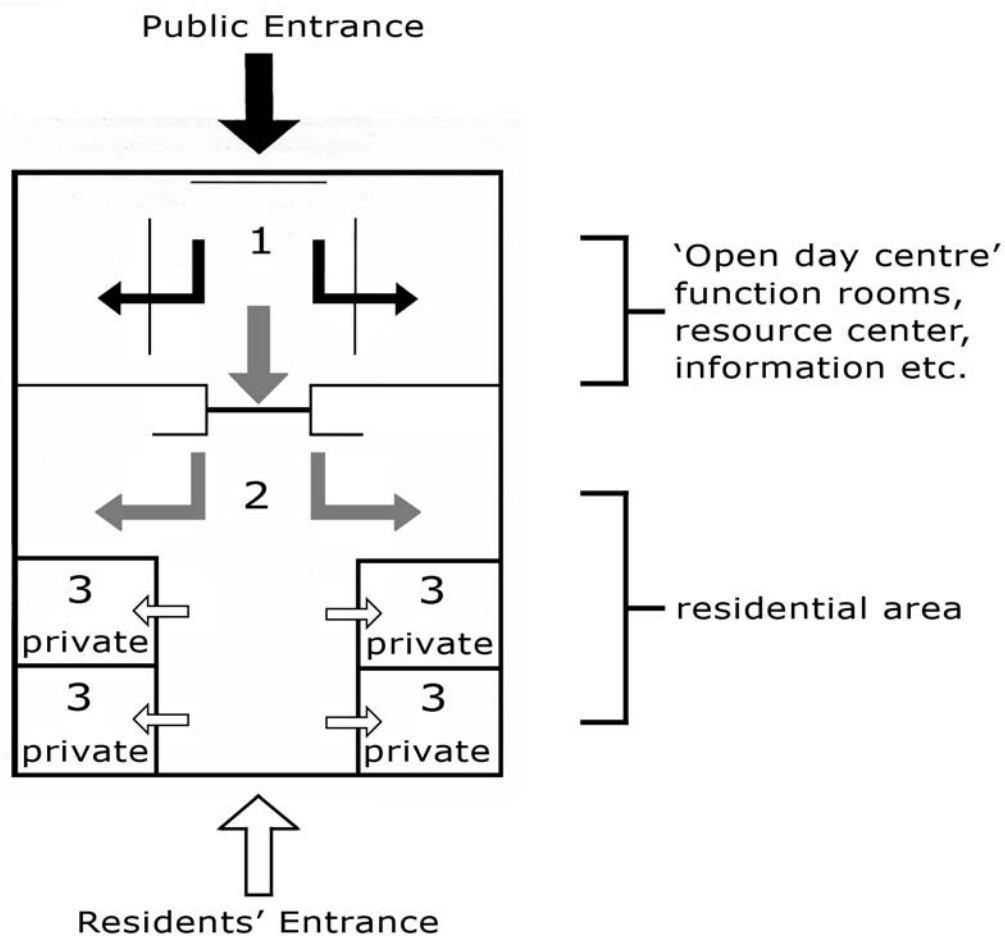 Public Entrance
1
‘Open day centre’
function rooms,
resource center,
information etc.
2
3
private
3
private
residential area
3
private
3
private
Residents’ Entrance